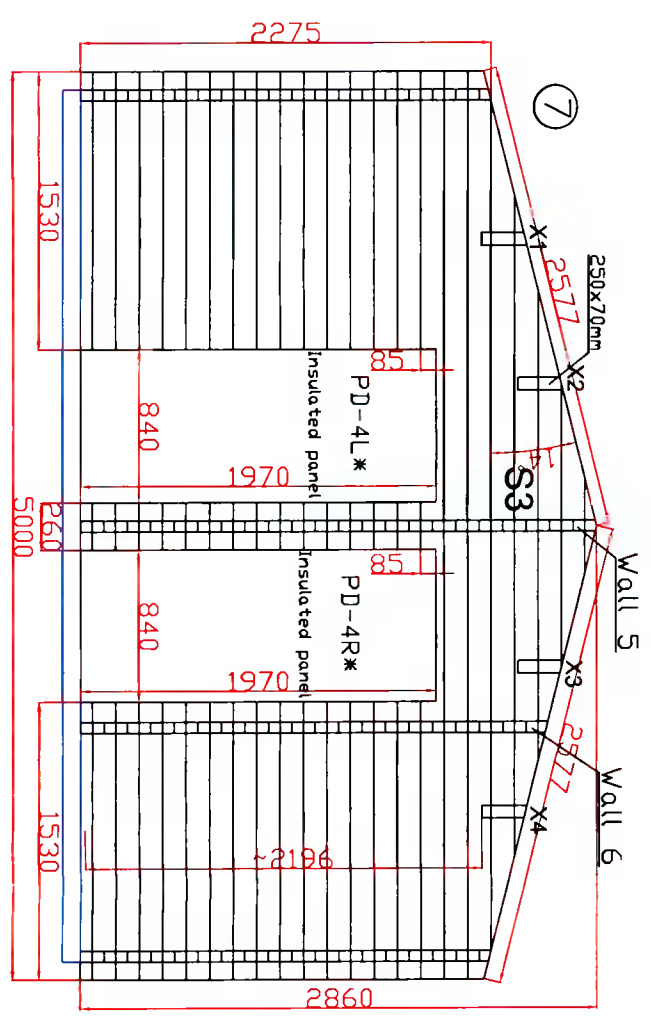 2275
7
1530
X1
2577
250x70mm
X2
85
PD-4L*
Insulated panel
840
1970
14°
S3
260
5000
Wall 5
85
PD-4R*
Insulated panel
840
1970
X3
2577
Wall 6
X4
1530
~2196
2860